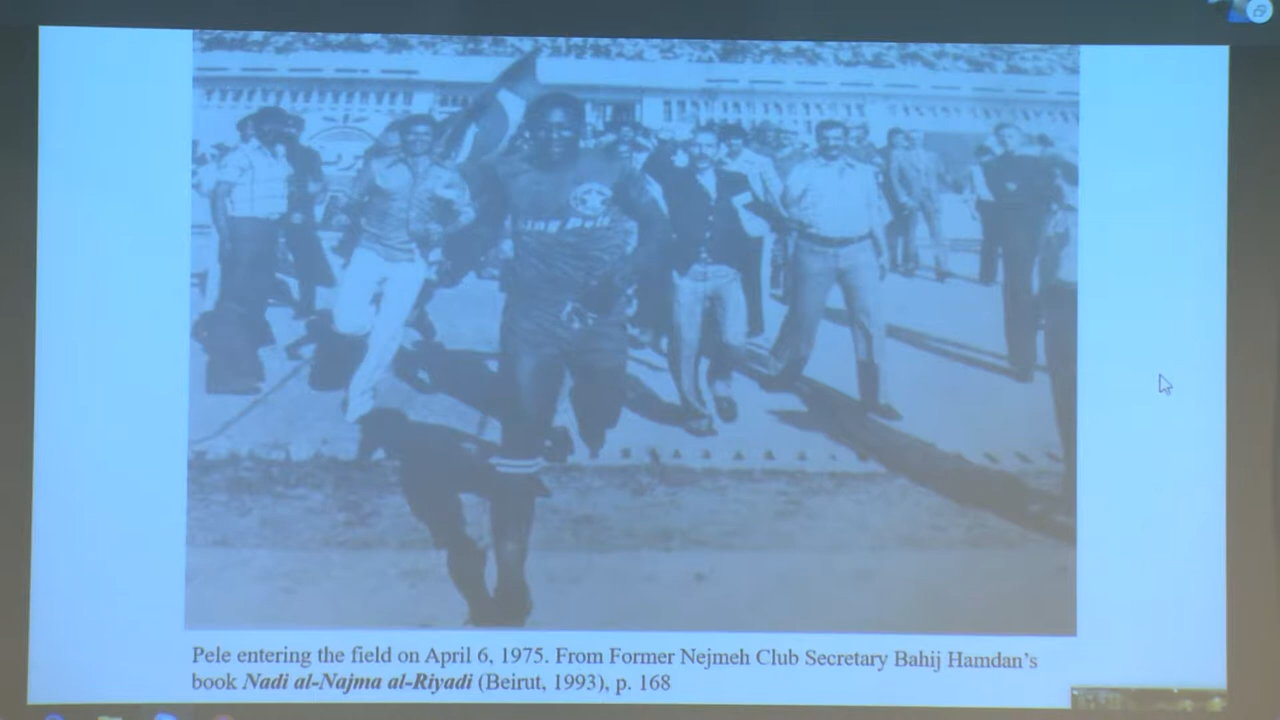 Pele entering the field on April 6, 1975. From Former Nejmeh Club Secretary Bahij Hamdan's
book Nadi al-Najma al-Riyadi (Beirut, 1993), p. 168